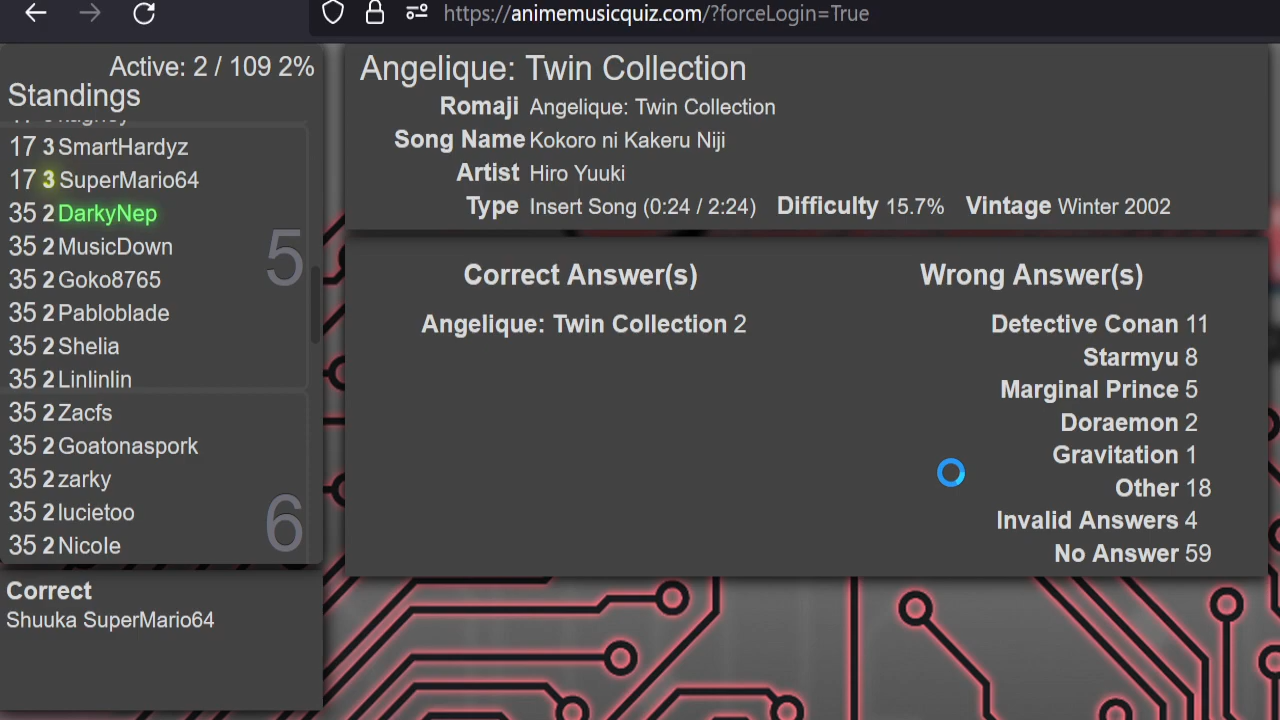 https://animemusicquiz.com/?forceLogin=True
Active: 2 / 109 2%
Standings
17 3 SmartHardyz
17 3 SuperMario64
35 2 DarkyNep
35 2 MusicDown
5
35 2 Goko8765
35 2 Pabloblade
35 2 Shelia
35 2 Linlinlin
35 2 Zacfs
35 2 Goatonaspork
35 2 zarky
35 2 lucietoo
6
35 2 Nicole
Correct
Shuuka SuperMario64
Angelique: Twin Collection
Romaji Angelique: Twin Collection
Song Name Kokoro ni Kakeru Niji
Artist Hiro Yuuki
Type Insert Song (0:24 / 2:24) Difficulty 15.7% Vintage Winter 2002
Correct Answer(s)
Angelique: Twin Collection 2
Wrong Answer(s)
Detective Conan 11
Starmyu 8
Marginal Prince 5
Doraemon 2
Gravitation 1
Other 18
Invalid Answers 4
No Answer 59